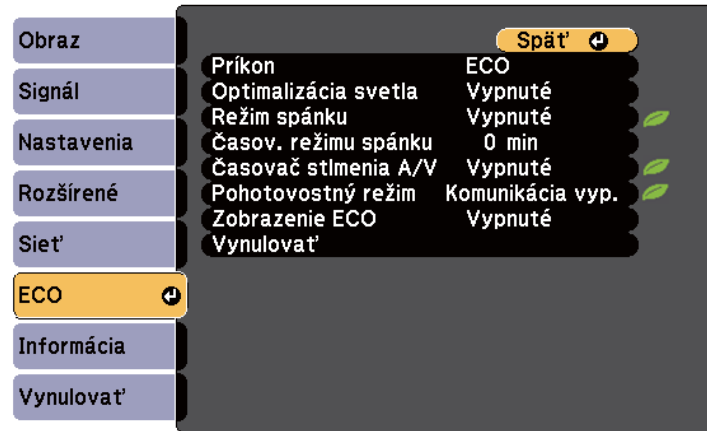 Obraz
Signál
Nastavenia
Rozšírené
Sieť
ECO
Informácia
Vynulovať
Späť
Príkon ECO
Optimalizácia svetla Vypnuté
Režim spánku Vypnuté
Časov. režimu spánku 0 min
Časovač stlmenia A/V Vypnuté
Pohotovostný režim Komunikácia vyp.
Zobrazenie ECO Vypnuté
Vynulovať